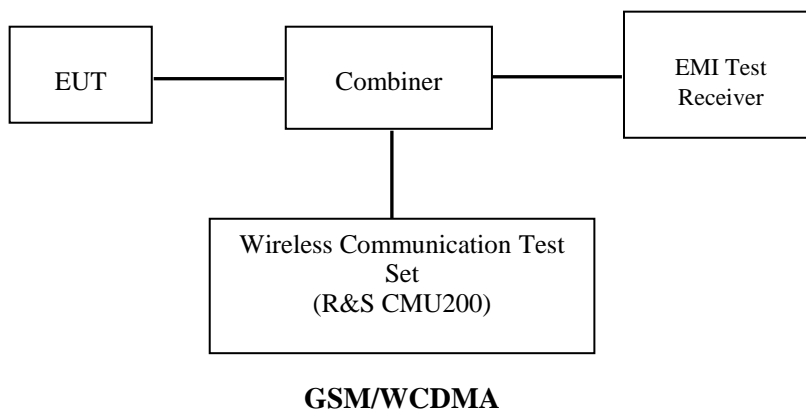 EUT
Combiner
EMI Test
Receiver
Wireless Communication Test
Set
(R&S CMU200)
GSM/WCDMA